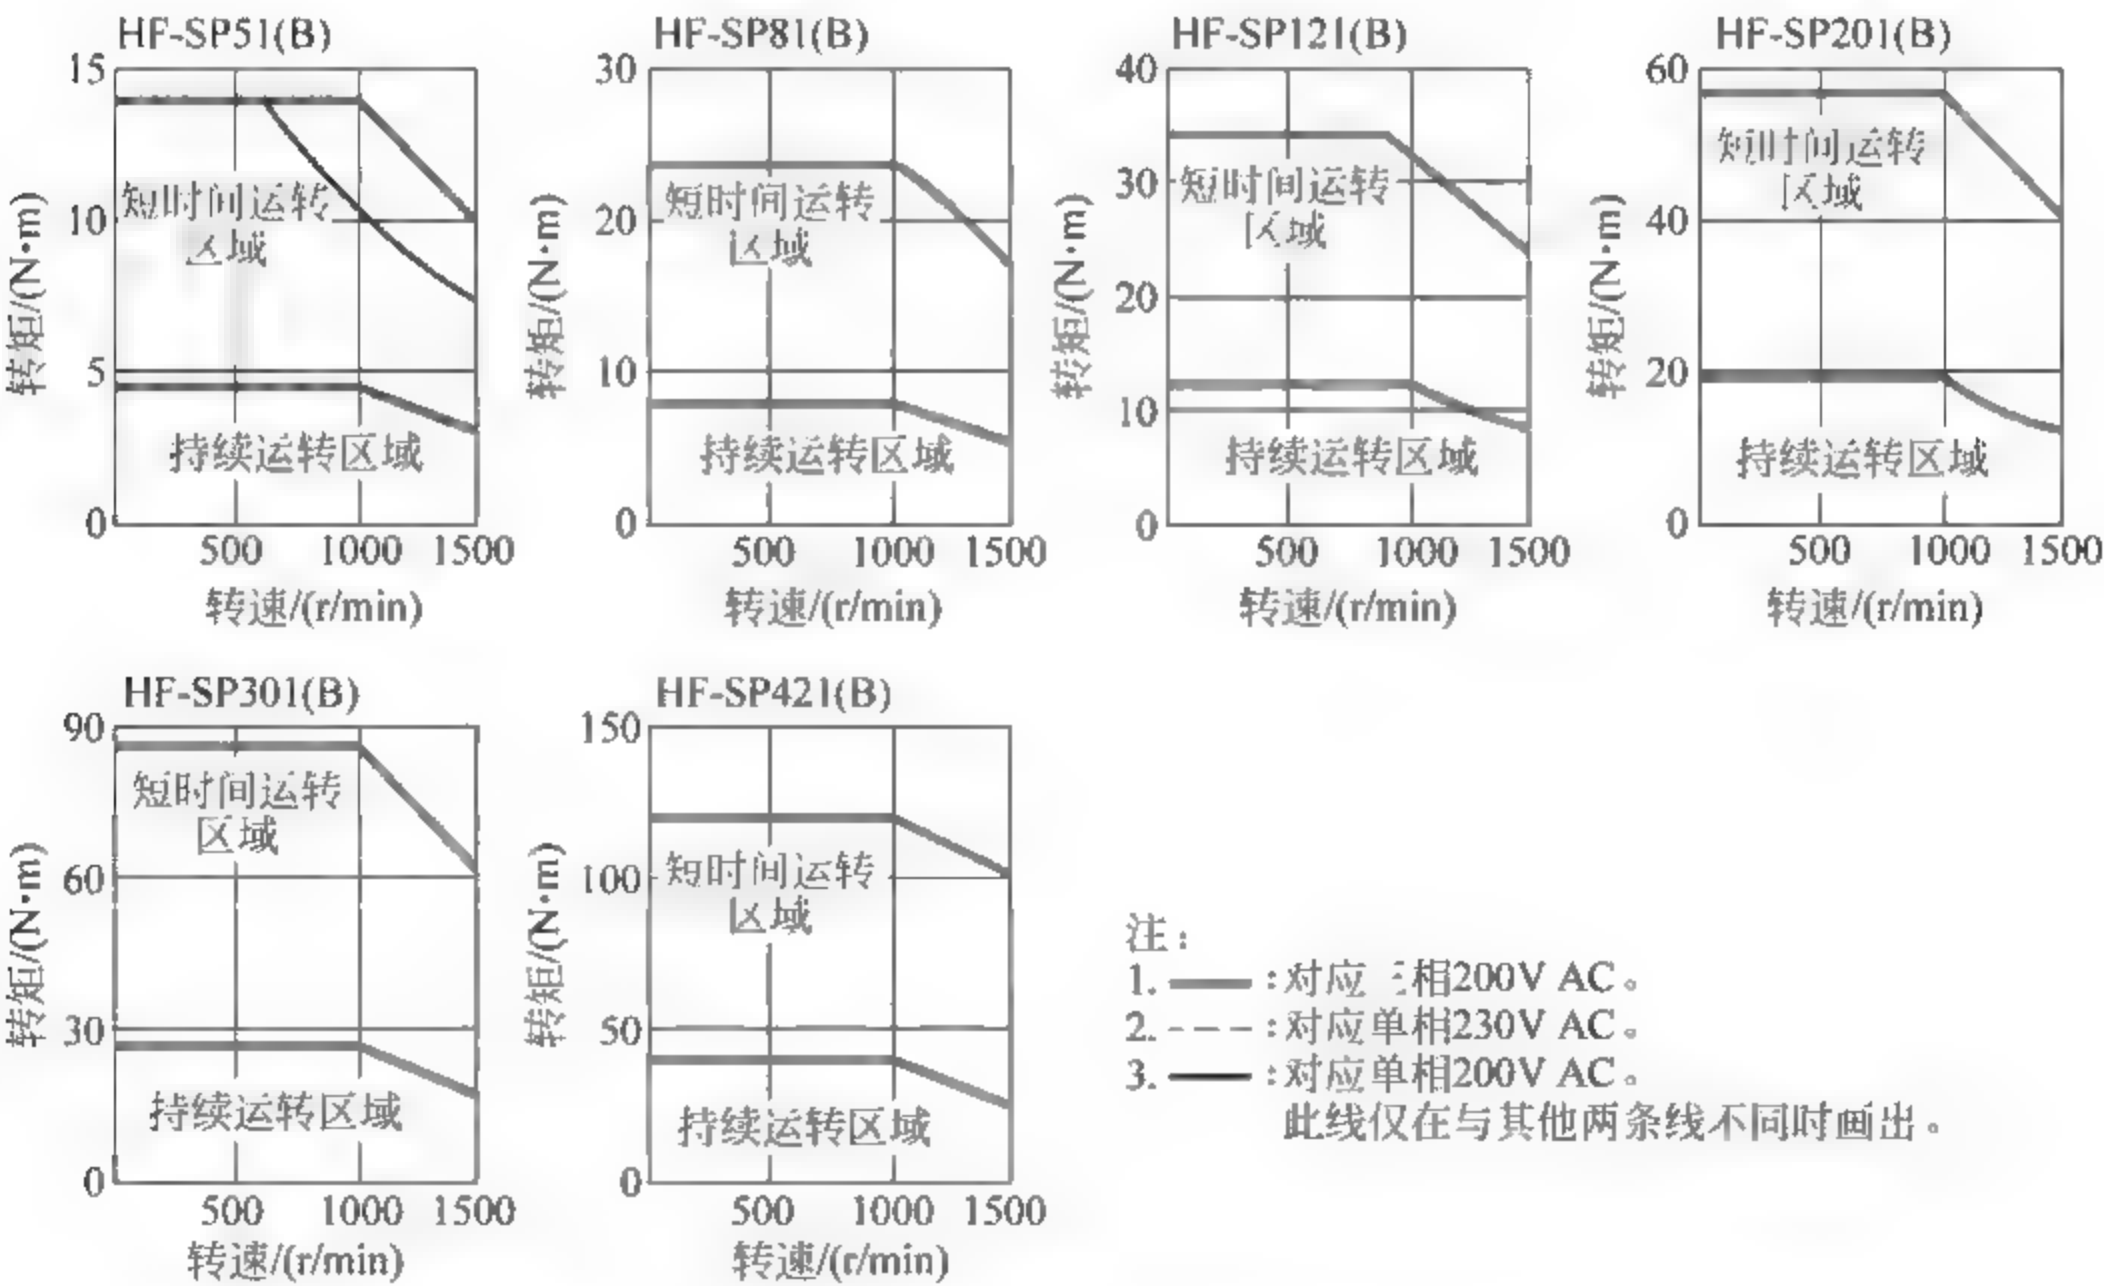 HF-SP51(B)
15
10
5
0
500 1000 1500
转矩/(N·m)
转速/(r/min)
短时间运转
区域
持续运转区域
HF-SP81(B)
30
20
10
0
500 1000 1500
转矩/(N·m)
转速/(r/min)
短时间运转
区域
持续运转区域
HF-SP121(B)
40
30
20
10
0
500 1000 1500
转矩/(N·m)
转速/(r/min)
短时间运转
区域
持续运转区域
HF-SP201(B)
60
40
20
0
500 1000 1500
转矩/(N·m)
转速/(r/min)
短时间运转
区域
持续运转区域
HF-SP301(B)
90
60
30
0
500 1000 1500
转矩/(N·m)
转速/(r/min)
短时间运转
区域
持续运转区域
HF-SP421(B)
150
100
50
0
500 1000 1500
转矩/(N·m)
转速/(r/min)
短时间运转
区域
持续运转区域
注：
1. ——：对应三相200V AC。
2. - - -：对应单相230V AC。
3. ——：对应单相200V AC。
此线仅在与其他两条线不同时画出。